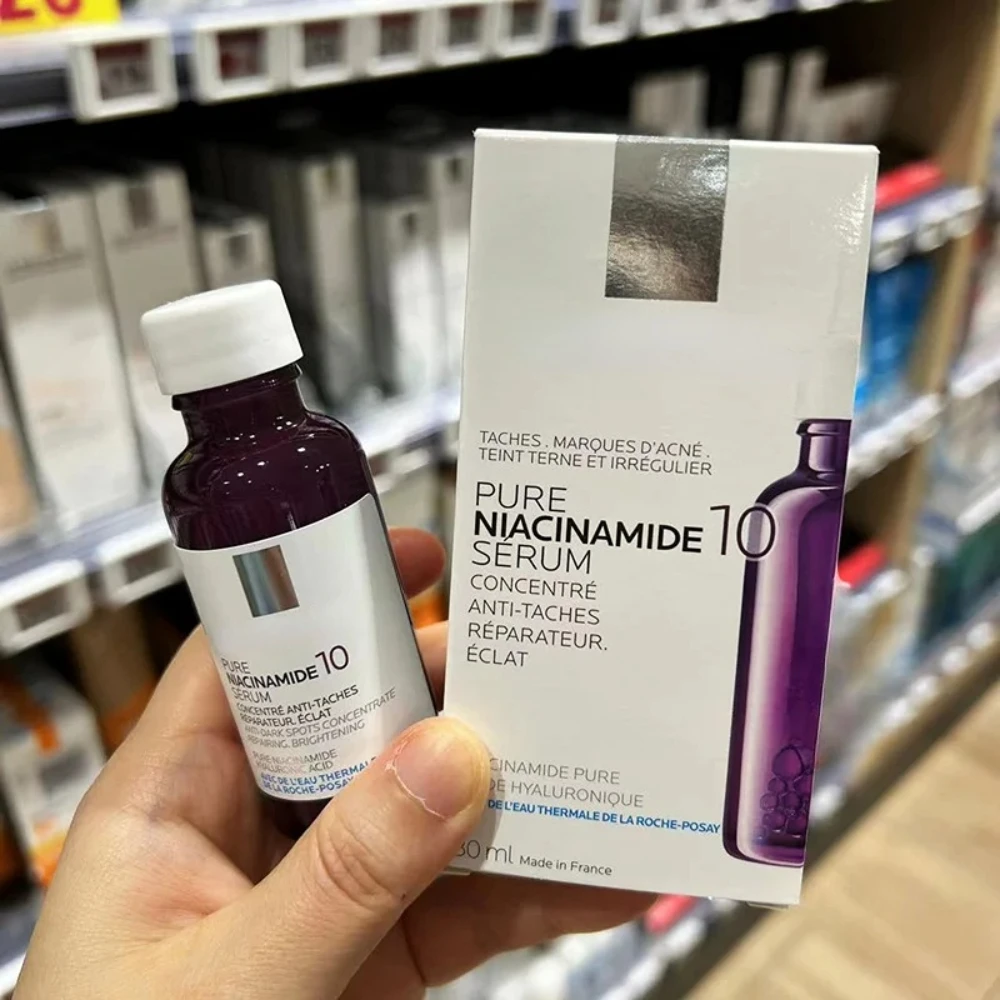 PURE
NIACINAMIDE 10
SÉRUM
CONCENTRÉ ANTI-TACHES
RÉPARATEUR. ÉCLAT
ANTI-DARK SPOTS CONCENTRATE
REPAIRING. BRIGHTENING
PURE NIACINAMIDE
HYALURONIC ACID
AVEC DE L'EAU THERMALE
DE LA ROCHE-POSAY
TACHES . MARQUES D'ACNÉ .
TEINT TERNE ET IRRÉGULIER
PURE
NIACINAMIDE 10
SÉRUM
CONCENTRÉ
ANTI-TACHES
RÉPARATEUR.
ÉCLAT
CINAMIDE PURE
DE HYALURONIQUE
DE L'EAU THERMALE DE LA ROCHE-POSAY
30 ml Made in France